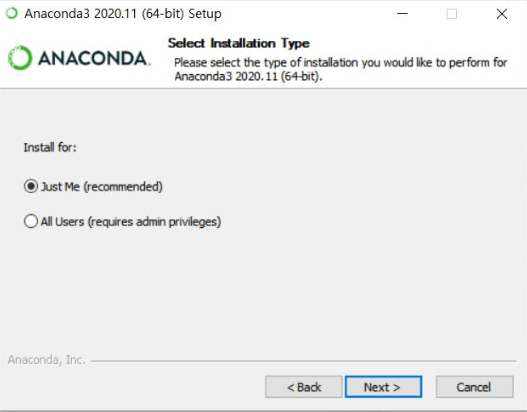 Anaconda3 2020.11 (64-bit) Setup
ANACONDA.
Select Installation Type
Please select the type of installation you would like to perform for
Anaconda3 2020.11 (64-bit).
Install for:
Just Me (recommended)
All Users (requires admin privileges)
Anaconda, Inc.
< Back
Next >
Cancel